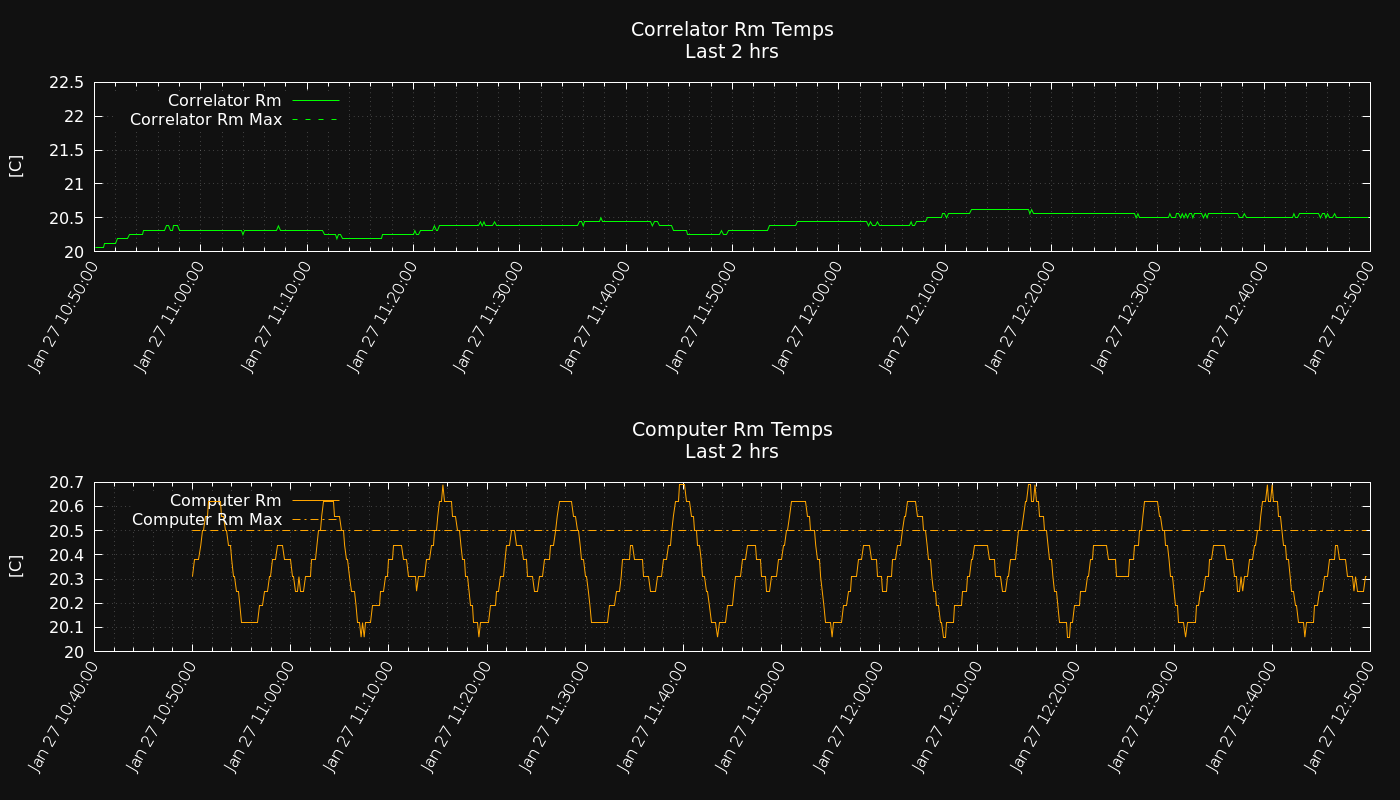 Correlator Rm Temps
Last 2 hrs
22.5
22
21.5
21
20.5
20
[C]
Correlator Rm
Correlator Rm Max
Jan 27 10:50:00
Jan 27 11:00:00
Jan 27 11:10:00
Jan 27 11:20:00
Jan 27 11:30:00
Jan 27 11:40:00
Jan 27 11:50:00
Jan 27 12:00:00
Jan 27 12:10:00
Jan 27 12:20:00
Jan 27 12:30:00
Jan 27 12:40:00
Jan 27 12:50:00
Computer Rm Temps
Last 2 hrs
20.7
20.6
20.5
20.4
20.3
20.2
20.1
20
[C]
Computer Rm
Computer Rm Max
Jan 27 10:40:00
Jan 27 10:50:00
Jan 27 11:00:00
Jan 27 11:10:00
Jan 27 11:20:00
Jan 27 11:30:00
Jan 27 11:40:00
Jan 27 11:50:00
Jan 27 12:00:00
Jan 27 12:10:00
Jan 27 12:20:00
Jan 27 12:30:00
Jan 27 12:40:00
Jan 27 12:50:00